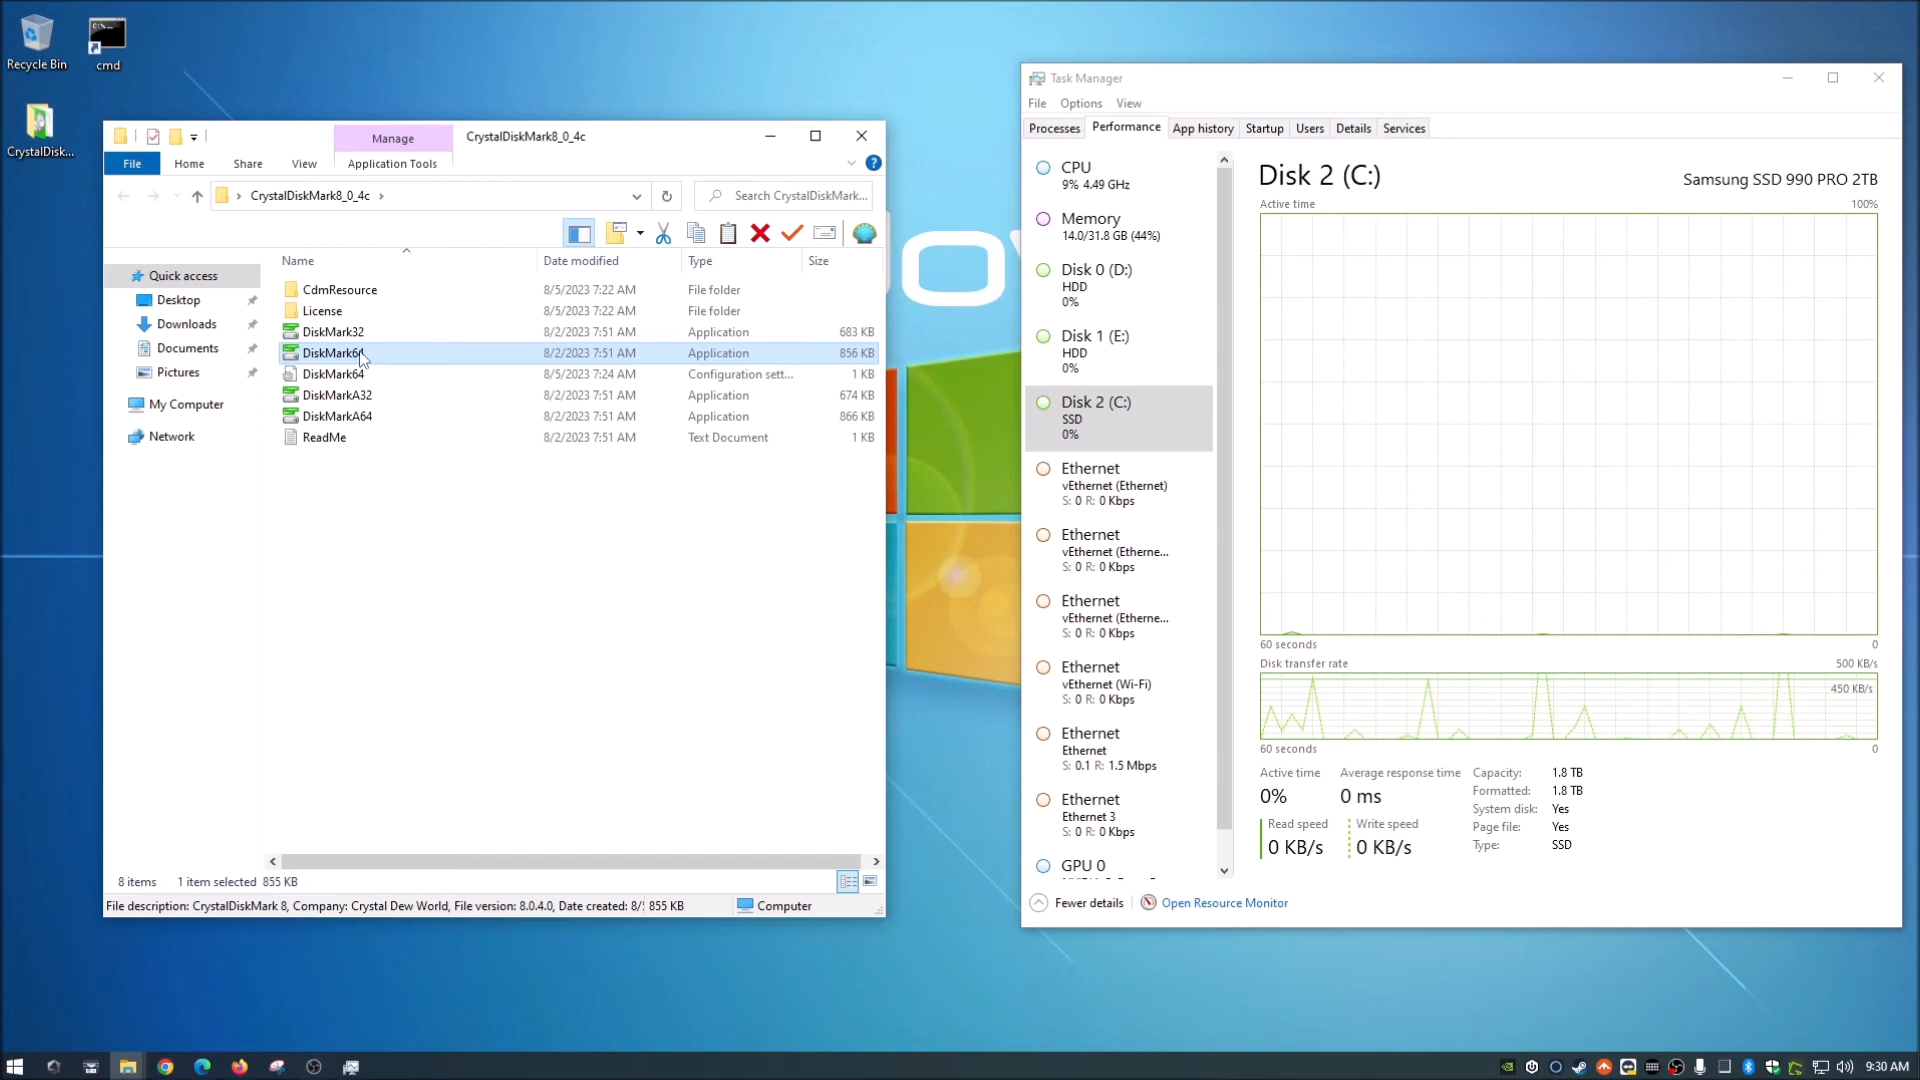 Recycle Bin
cmd
CrystalDisk...
Manage
CrystalDiskMark8_0_4c
File
Home
Share
View
Application Tools
CrystalDiskMark8_0_4c
Search CrystalDiskMark...
Name
Date modified
Type
Size
Quick access
Desktop
Downloads
Documents
Pictures
My Computer
Network
CdmResource 8/5/2023 7:22 AM File folder
License 8/5/2023 7:22 AM File folder
DiskMark32 8/2/2023 7:51 AM Application 683 KB
DiskMark64 8/2/2023 7:51 AM Application 856 KB
DiskMark64 8/5/2023 7:24 AM Configuration sett... 1 KB
DiskMarkA32 8/2/2023 7:51 AM Application 674 KB
DiskMarkA64 8/2/2023 7:51 AM Application 866 KB
ReadMe 8/2/2023 7:51 AM Text Document 1 KB
8 items 1 item selected 855 KB
File description: CrystalDiskMark 8, Company: Crystal Dew World, File version: 8.0.4.0, Date created: 8/ 855 KB Computer
Task Manager
File Options View
Processes Performance App history Startup Users Details Services
CPU
9% 4.49 GHz
Memory
14.0/31.8 GB (44%)
Disk 0 (D:)
HDD
0%
Disk 1 (E:)
HDD
0%
Disk 2 (C:)
SSD
0%
Ethernet
vEthernet (Ethernet)
S: 0 R: 0 Kbps
Ethernet
vEthernet (Etherne...
S: 0 R: 0 Kbps
Ethernet
vEthernet (Etherne...
S: 0 R: 0 Kbps
Ethernet
vEthernet (Wi-Fi)
S: 0 R: 0 Kbps
Ethernet
Ethernet
S: 0.1 R: 1.5 Mbps
Ethernet
Ethernet 3
S: 0 R: 0 Kbps
GPU 0
Disk 2 (C:)
Samsung SSD 990 PRO 2TB
Active time 100%
60 seconds 0
Disk transfer rate 500 KB/s
450 KB/s
60 seconds 0
Active time
0%
Average response time
0 ms
Read speed
0 KB/s
Write speed
0 KB/s
Capacity: 1.8 TB
Formatted: 1.8 TB
System disk: Yes
Page file: Yes
Type: SSD
Fewer details
Open Resource Monitor
9:30 AM